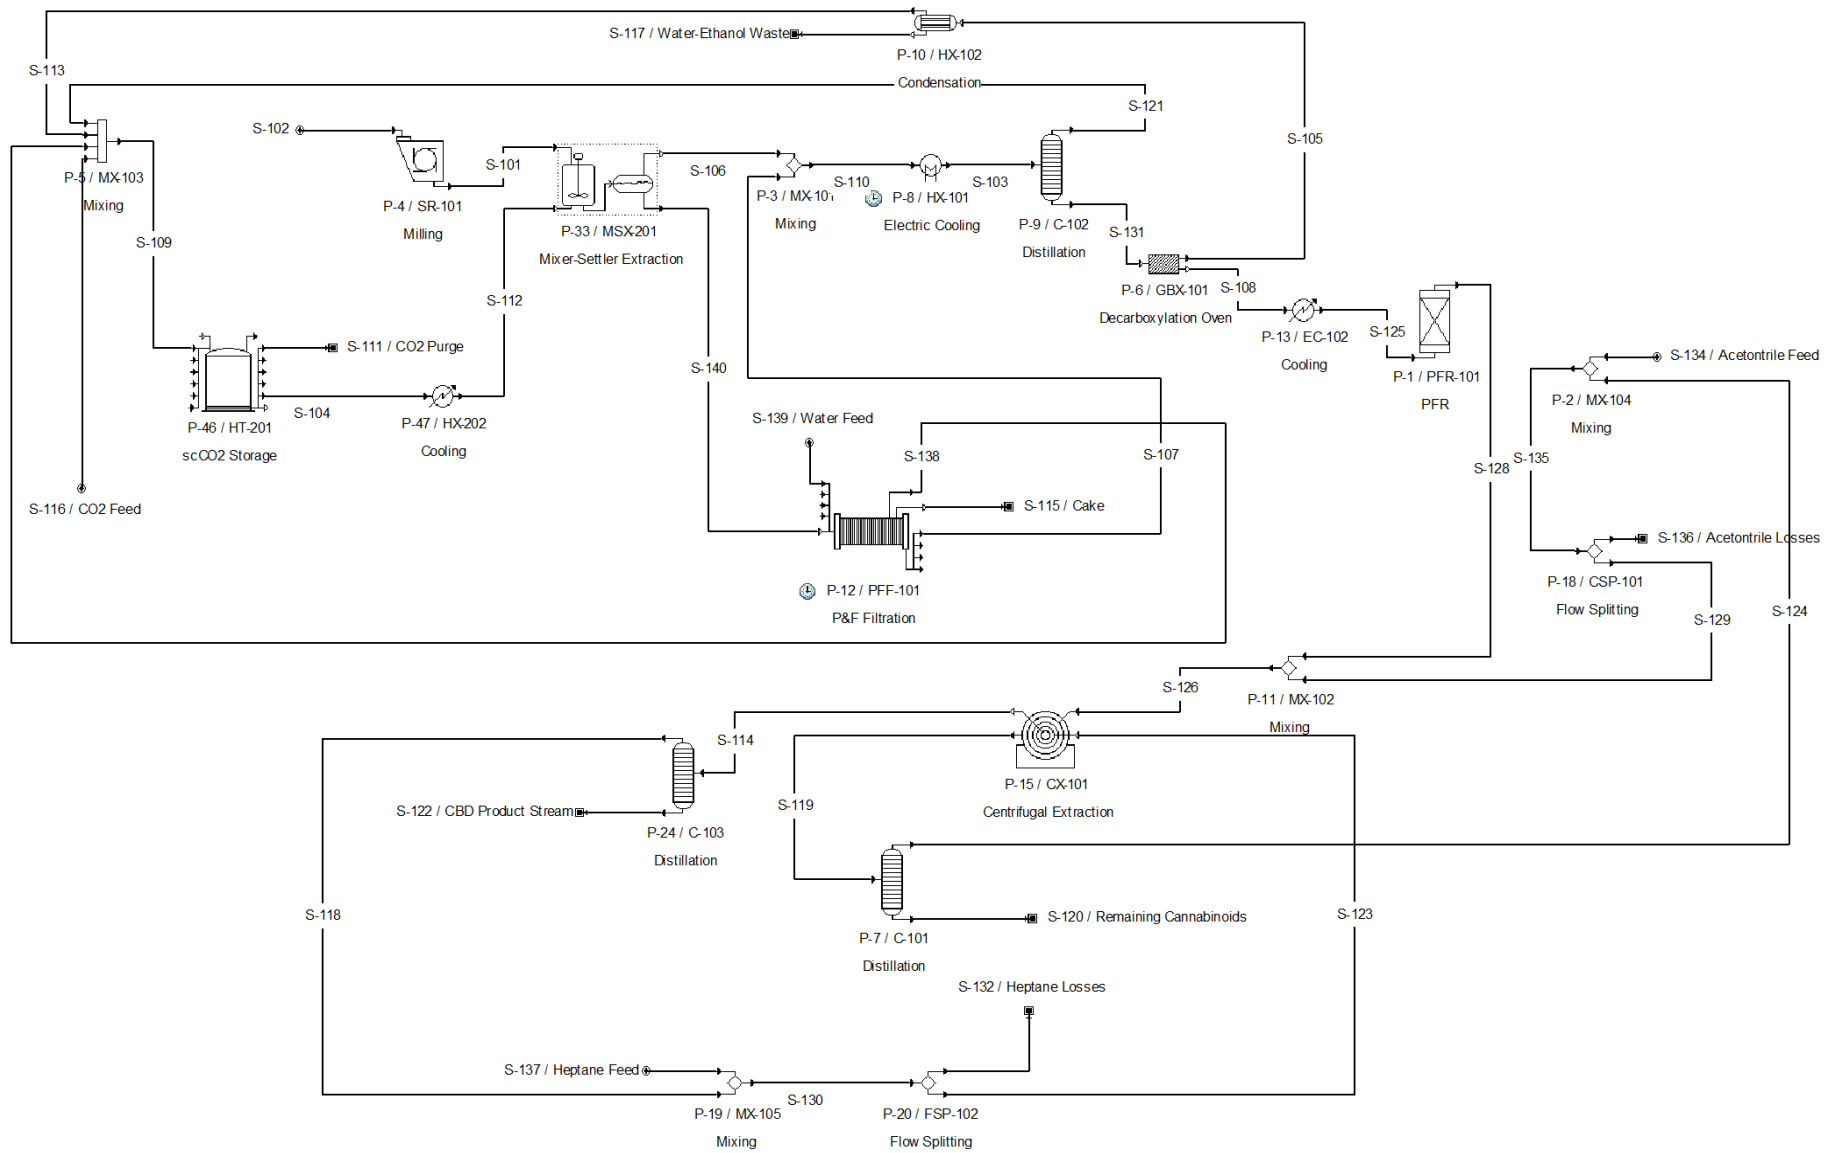 S-117 / Water-Ethanol Waste
P-10 / HX-102
Condensation
S-113
S-121
S-105
S-102
S-101
P-4 / SR-101
Milling
P-5 / MX-103
Mixing
S-109
S-106
P-33 / MSX-201
Mixer-Settler Extraction
S-112
S-140
P-3 / MX-101
Mixing
S-110
P-8 / HX-101
Electric Cooling
S-103
P-9 / C-102
Distillation
S-131
P-6 / GBX-101
Decarboxylation Oven
S-108
P-13 / EC-102
Cooling
S-125
P-1 / PFR-101
PFR
S-128
S-134 / Acetontrile Feed
P-2 / MX-104
Mixing
S-135
S-111 / CO2 Purge
S-104
P-46 / HT-201
scCO2 Storage
P-47 / HX-202
Cooling
S-116 / CO2 Feed
S-139 / Water Feed
S-138
S-107
S-115 / Cake
P-12 / PFF-101
P&F Filtration
S-136 / Acetontrile Losses
P-18 / CSP-101
Flow Splitting
S-129
S-124
S-126
P-11 / MX-102
Mixing
S-114
P-15 / CX-101
Centrifugal Extraction
S-119
S-122 / CBD Product Stream
P-24 / C-103
Distillation
S-118
P-7 / C-101
Distillation
S-120 / Remaining Cannabinoids
S-123
S-132 / Heptane Losses
S-137 / Heptane Feed
P-19 / MX-105
Mixing
S-130
P-20 / FSP-102
Flow Splitting